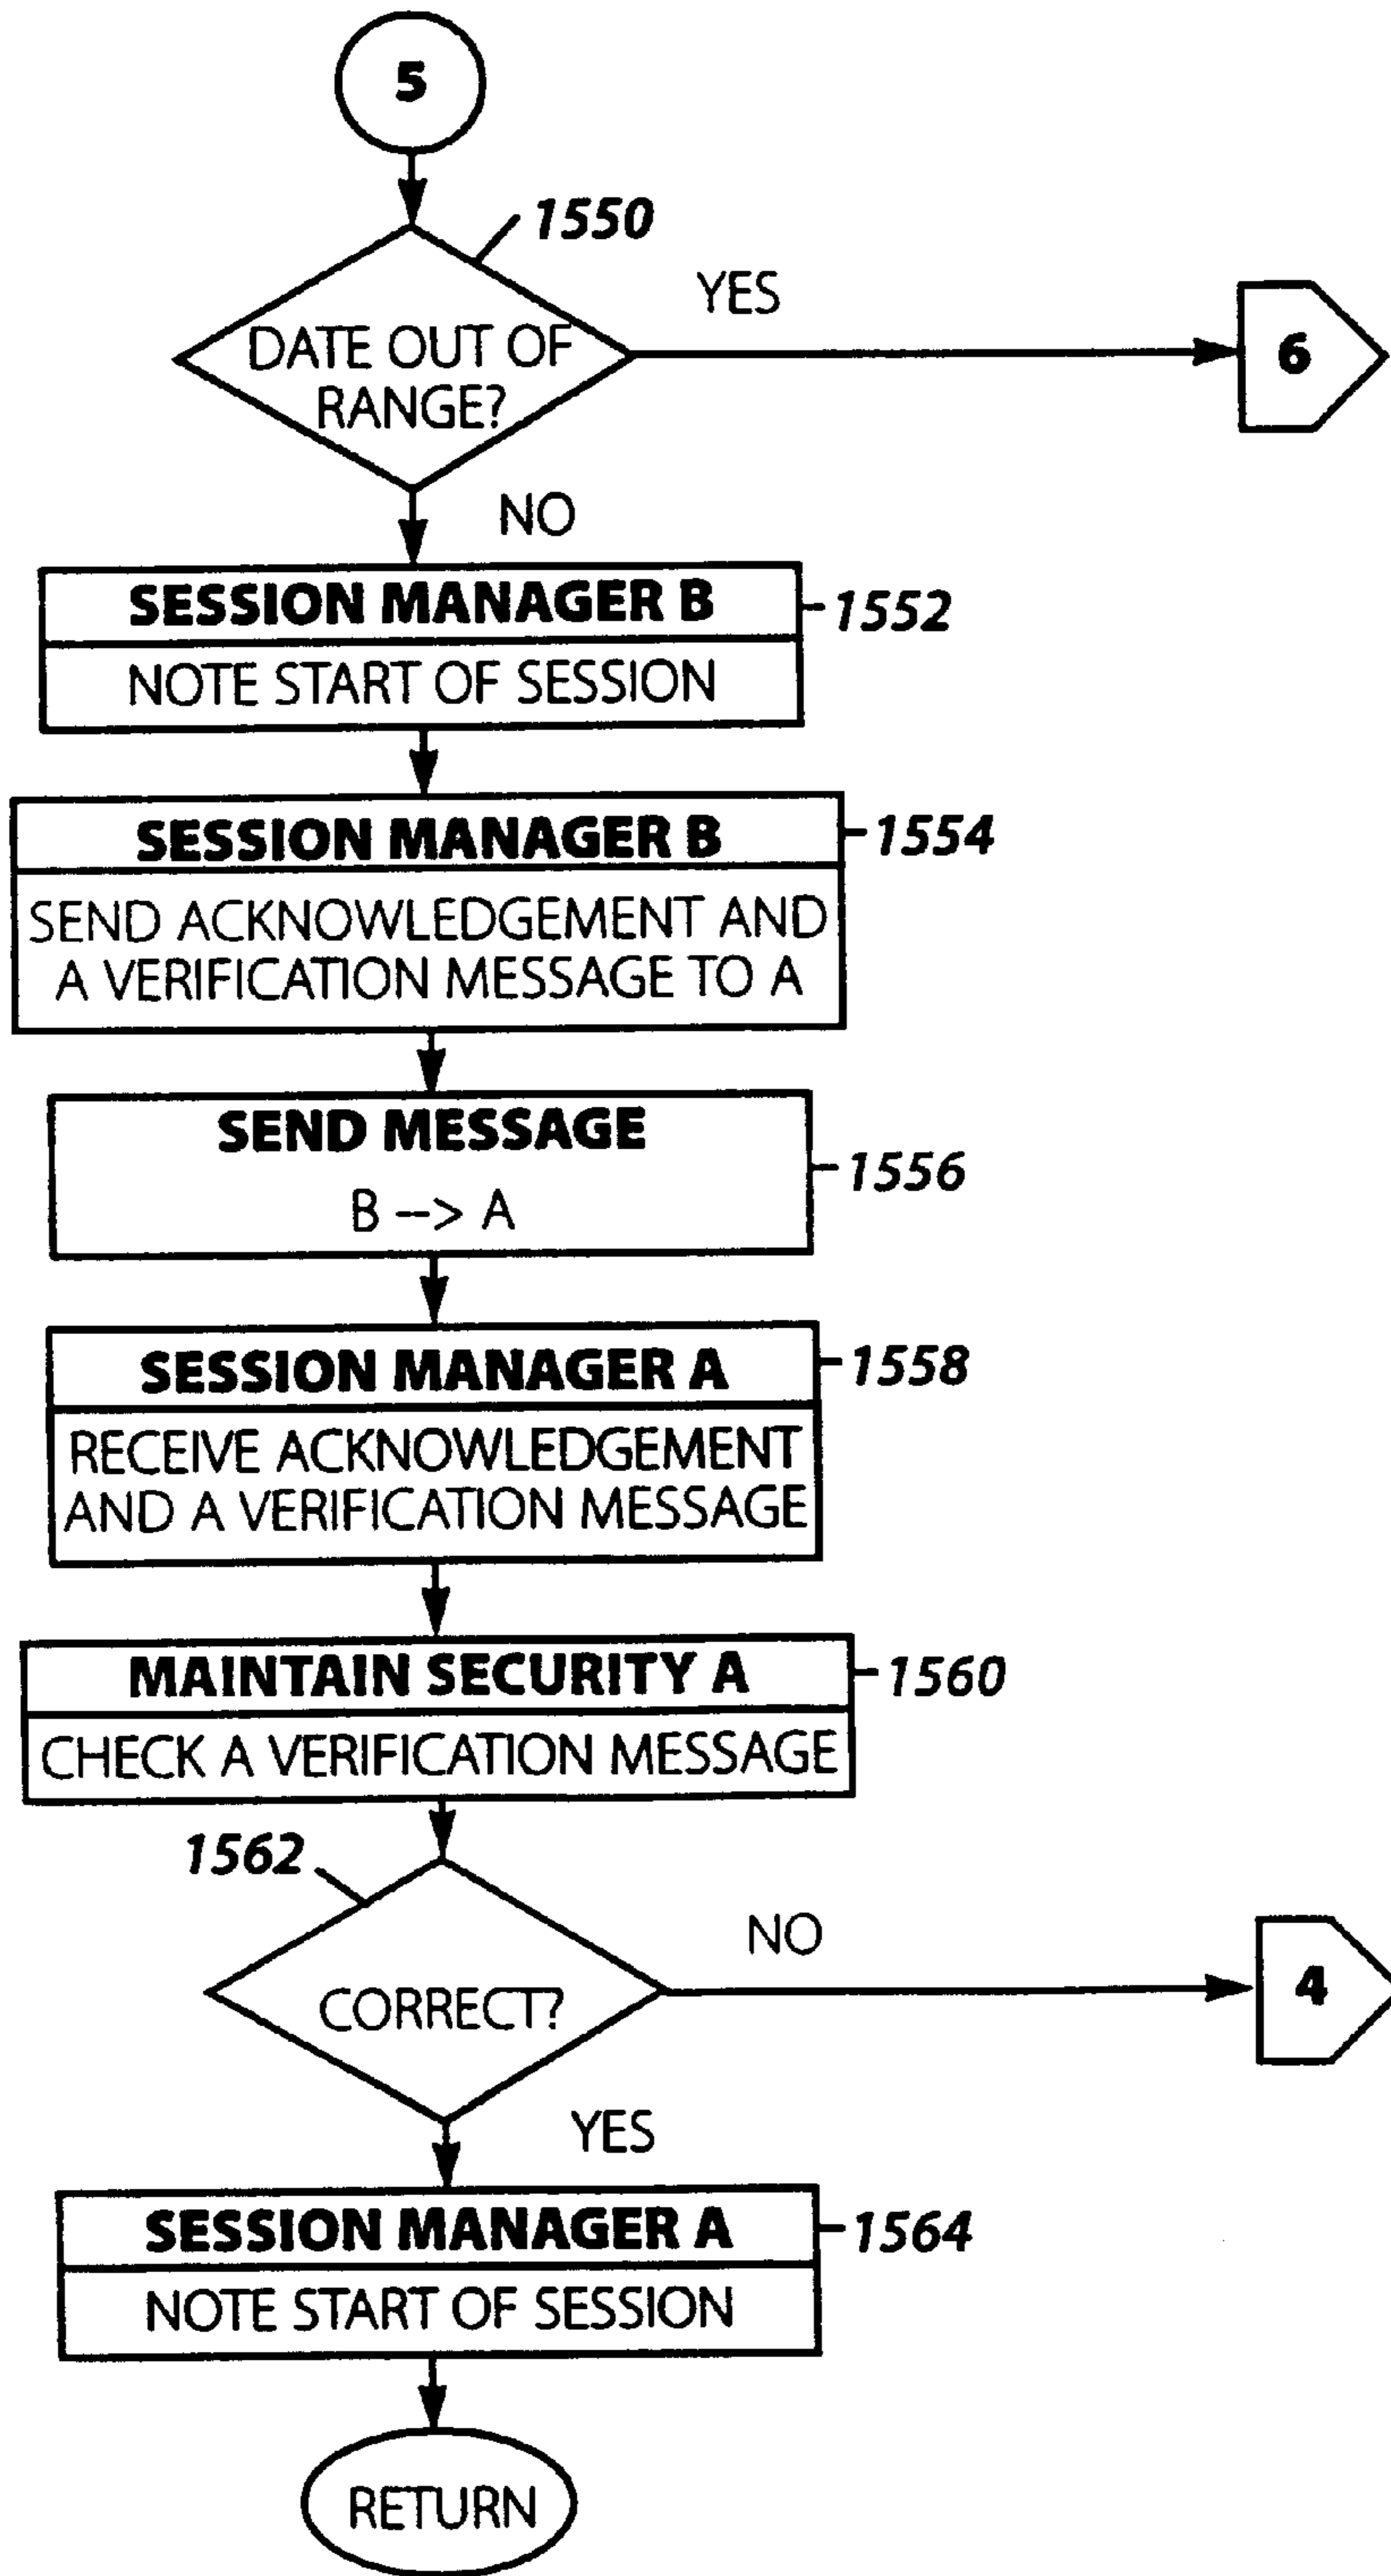 5
1550
YES
DATE OUT OF
RANGE?
6
NO
SESSION MANAGER B
1552
NOTE START OF SESSION
SESSION MANAGER B
1554
SEND ACKNOWLEDGEMENT AND
A VERIFICATION MESSAGE TO A
SEND MESSAGE
1556
B --> A
SESSION MANAGER A
1558
RECEIVE ACKNOWLEDGEMENT
AND A VERIFICATION MESSAGE
MAINTAIN SECURITY A
1560
CHECK A VERIFICATION MESSAGE
1562
NO
CORRECT?
4
YES
SESSION MANAGER A
1564
NOTE START OF SESSION
RETURN